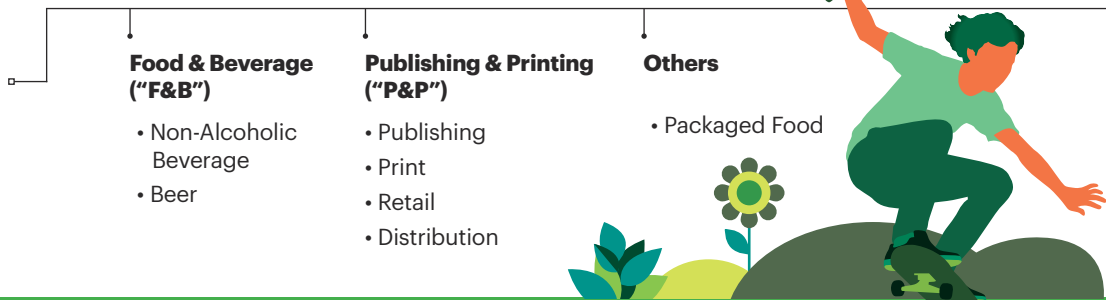 Food & Beverage
(“F&B”)
• Non-Alcoholic
Beverage
• Beer
Publishing & Printing
(“P&P”)
• Publishing
• Print
• Retail
• Distribution
Others
• Packaged Food